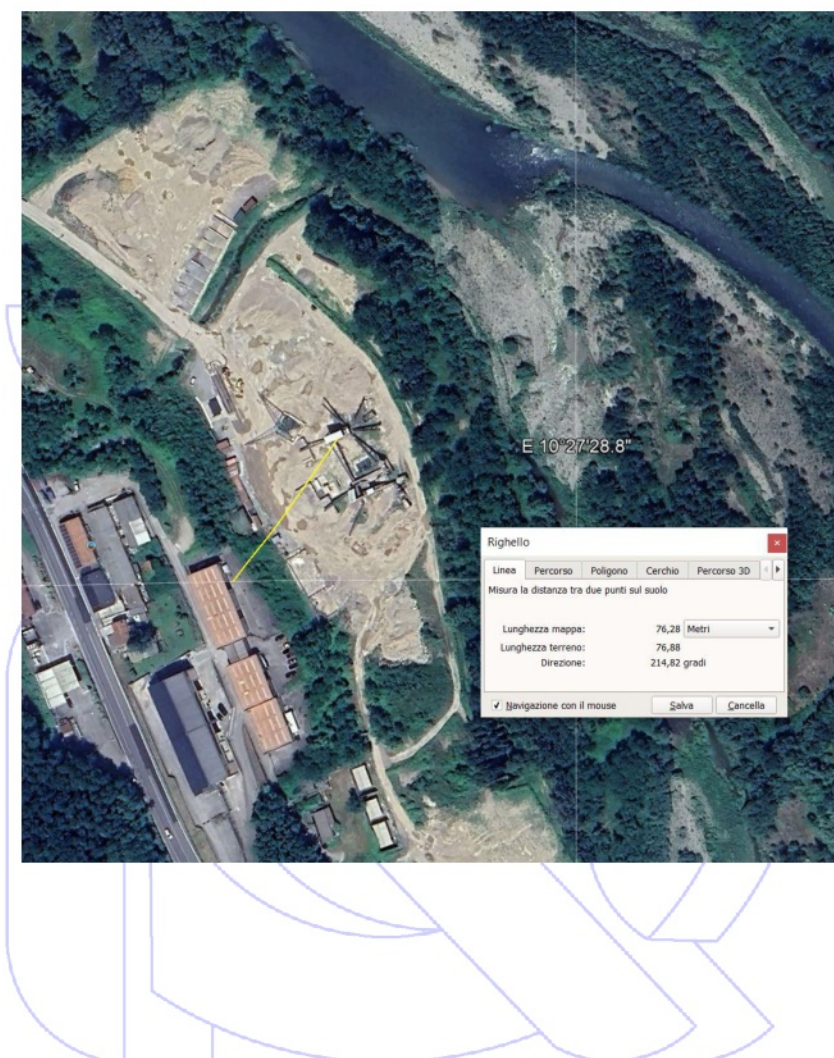 E 10°27'28.8"
Righello
Linea Percorso Poligono Cerchio Percorso 3D
Misura la distanza tra due punti sul suolo
Lunghezza mappa: 76,28 Metri
Lunghezza terreno: 76,88
Direzione: 214,82 gradi
Navigazione con il mouse Salva Cancella